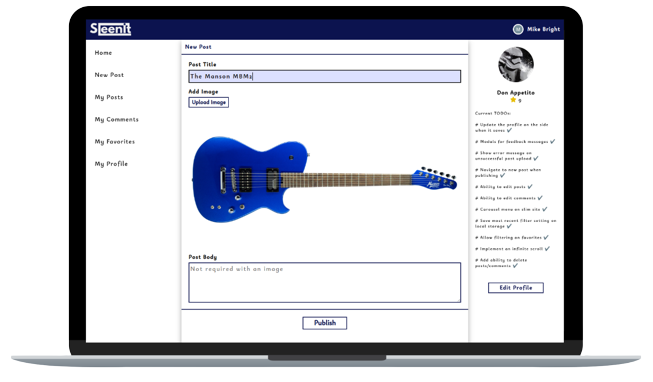 Sleenit
M Mike Bright
Home
New Post
My Posts
My Comments
My Favorites
My Profile
New Post
Post Title
The Manson MBM1
Add Image
Upload Image
Post Body
Not required with an image
Publish
Don Appetito
9
Current TODOs:
# Update the profile on the side
when it saves ✓
# Modals for feedback messages ✓
# Show error message on
unsuccessful post upload ✓
# Navigate to new post when
publishing ✓
# Ability to edit posts ✓
# Ability to edit comments ✓
# Carousel menu on slim site ✓
# Save most recent filter setting on
local storage ✓
# Allow filtering on favorites ✓
# Implement an infinite scroll ✓
# Add ability to delete
posts/comments ✓
Edit Profile